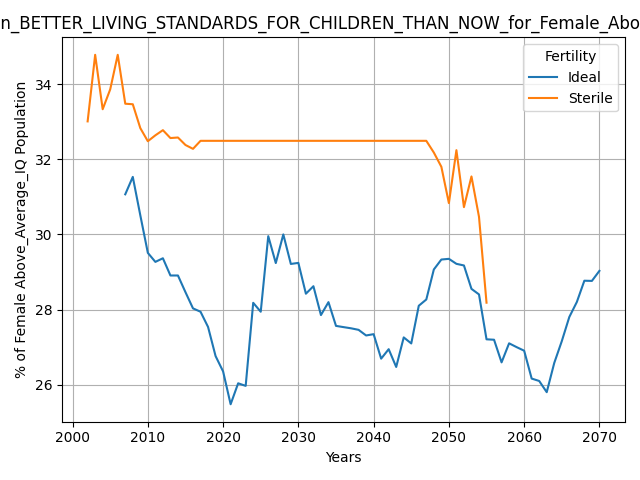 n_BETTER_LIVING_STANDARDS_FOR_CHILDREN_THAN_NOW_for_Female_Abo
Fertility
Ideal
Sterile
% of Female Above_Average_IQ Population
34
32
30
28
26
2000 2010 2020 2030 2040 2050 2060 2070
Years